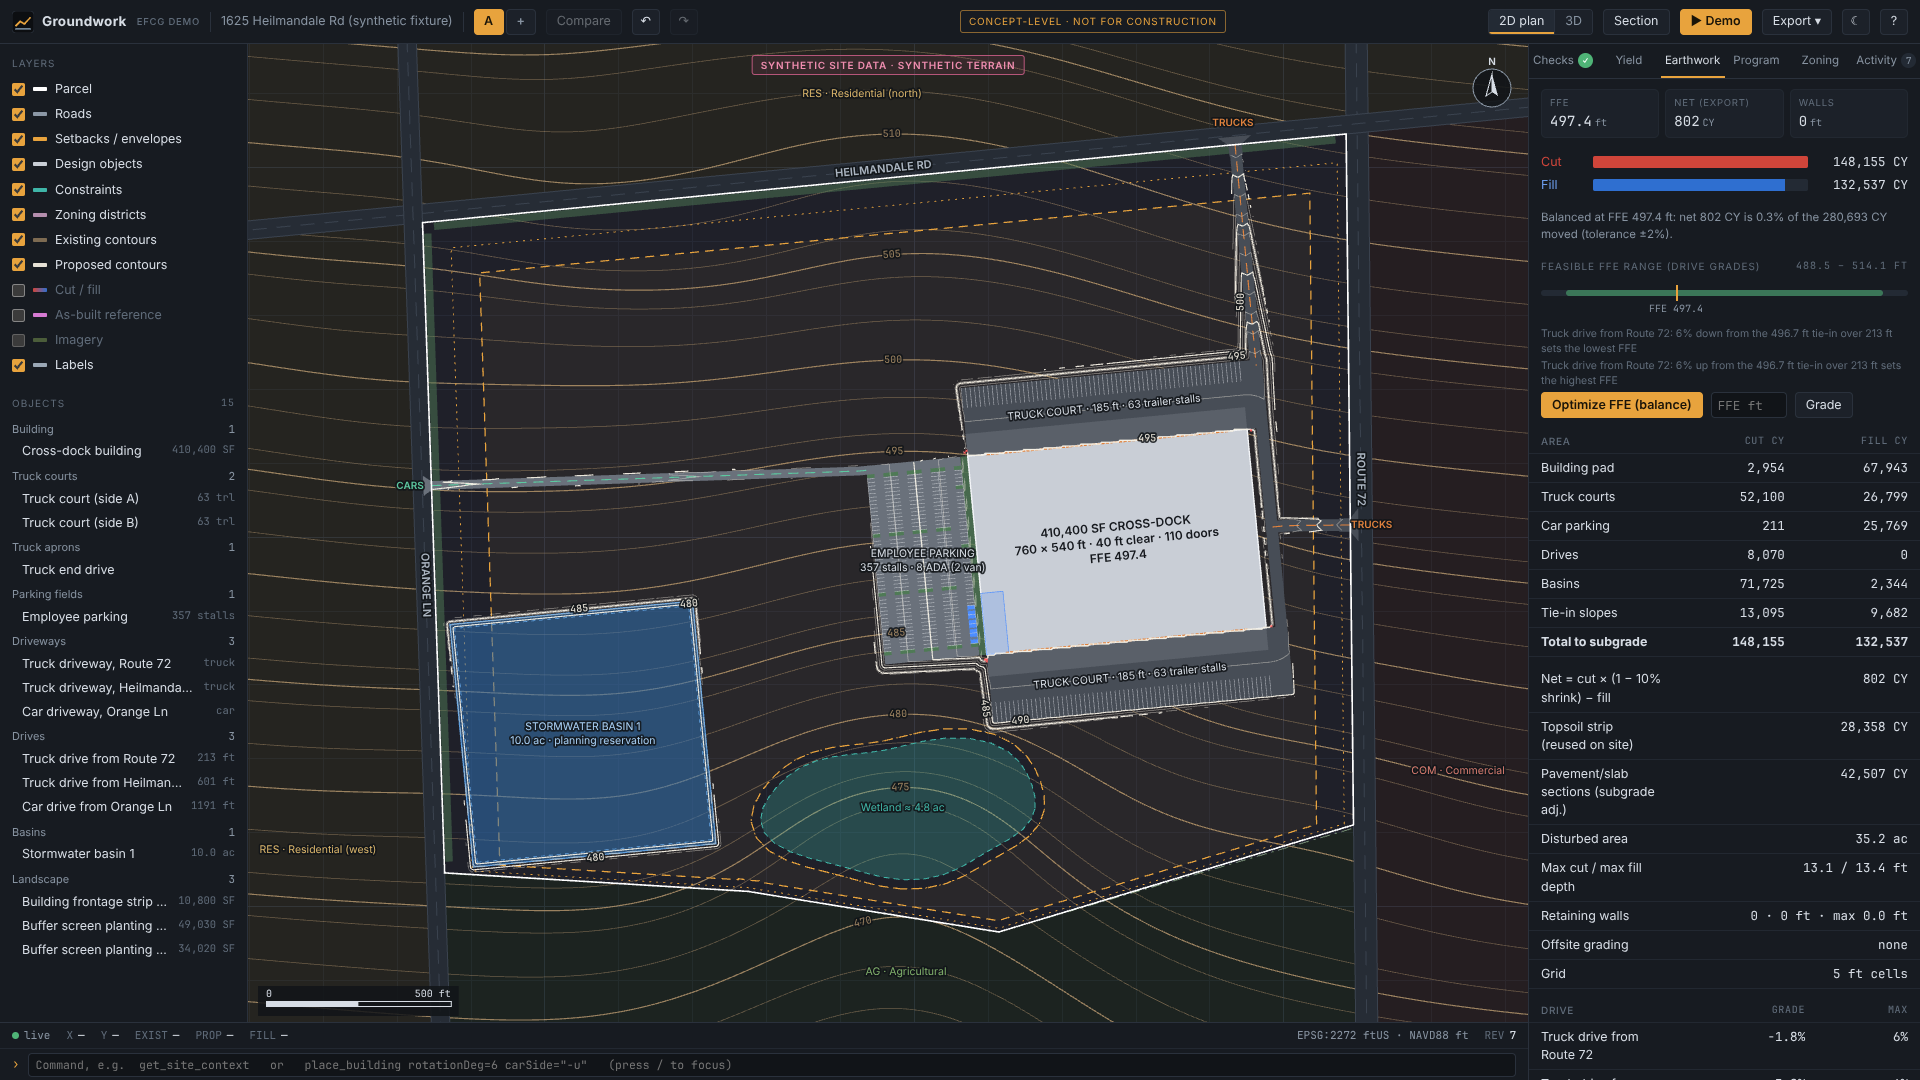 Groundwork EFCG DEMO 1625 Heilmandale Rd (synthetic fixture) A + Compare ↶ ↷ CONCEPT-LEVEL · NOT FOR CONSTRUCTION 2D plan 3D Section ▶ Demo Export ▾ ☾ ?
LAYERS
Parcel
Roads
Setbacks / envelopes
Design objects
Constraints
Zoning districts
Existing contours
Proposed contours
Cut / fill
As-built reference
Imagery
Labels
OBJECTS 15
Building 1
Cross-dock building 410,400 SF
Truck courts 2
Truck court (side A) 63 trl
Truck court (side B) 63 trl
Truck aprons 1
Truck end drive
Parking fields 1
Employee parking 357 stalls
Driveways 3
Truck driveway, Route 72 truck
Truck driveway, Heilmanda... truck
Car driveway, Orange Ln car
Drives 3
Truck drive from Route 72 213 ft
Truck drive from Heilman... 601 ft
Car drive from Orange Ln 1191 ft
Basins 1
Stormwater basin 1 10.0 ac
Landscape 3
Building frontage strip ... 10,800 SF
Buffer screen planting ... 49,030 SF
Buffer screen planting ... 34,020 SF
SYNTHETIC SITE DATA · SYNTHETIC TERRAIN
N
RES · Residential (north)
TRUCKS
510
HEILMANDALE RD
505
500
500
495
TRUCK COURT · 185 ft · 63 trailer stalls
495
495
ROUTE 72
CARS
410,400 SF CROSS-DOCK
760 × 540 ft · 40 ft clear · 110 doors
FFE 497.4
TRUCKS
EMPLOYEE PARKING
357 stalls · 8 ADA (2 van)
ORANGE LN
485
480
485
TRUCK COURT · 185 ft · 63 trailer stalls
485
490
480
STORMWATER BASIN 1
10.0 ac · planning reservation
COM · Commercial
475
Wetland ≈ 4.8 ac
RES · Residential (west)
480
470
AG · Agricultural
0 500 ft
Checks ✓ Yield Earthwork Program Zoning Activity 7
FFE NET (EXPORT) WALLS
497.4 ft 802 CY 0 ft
Cut 148,155 CY
Fill 132,537 CY
Balanced at FFE 497.4 ft: net 802 CY is 0.3% of the 280,693 CY
moved (tolerance ±2%).
FEASIBLE FFE RANGE (DRIVE GRADES) 488.5 – 514.1 FT
FFE 497.4
Truck drive from Route 72: 6% down from the 496.7 ft tie-in over 213 ft
sets the lowest FFE
Truck drive from Route 72: 6% up from the 496.7 ft tie-in over 213 ft sets
the highest FFE
Optimize FFE (balance) FFE ft Grade
AREA CUT CY FILL CY
Building pad 2,954 67,943
Truck courts 52,100 26,799
Car parking 211 25,769
Drives 8,070 0
Basins 71,725 2,344
Tie-in slopes 13,095 9,682
Total to subgrade 148,155 132,537
Net = cut × (1 − 10% 802 CY
shrink) − fill
Topsoil strip 28,358 CY
(reused on site)
Pavement/slab 42,507 CY
sections (subgrade
adj.)
Disturbed area 35.2 ac
Max cut / max fill 13.1 / 13.4 ft
depth
Retaining walls 0 · 0 ft · max 0.0 ft
Offsite grading none
Grid 5 ft cells
DRIVE GRADE MAX
Truck drive from -1.8% 6%
Route 72
live X — Y — EXIST — PROP — FILL — EPSG:2272 ftUS · NAVD88 ft REV 7
› Command, e.g. get_site_context or place_building rotationDeg=6 carSide="-u" (press / to focus)